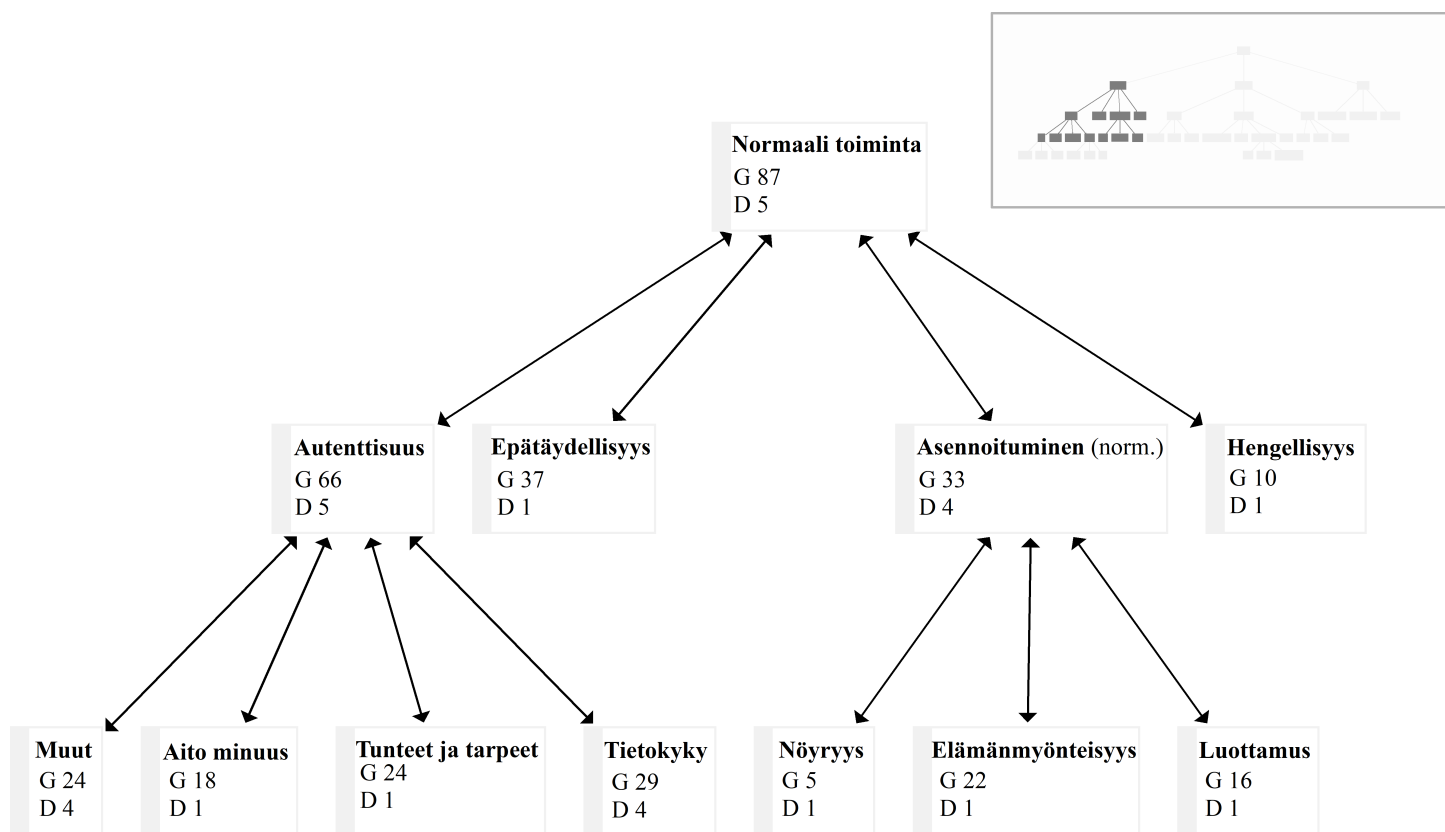 Normaali toiminta
G 87
D 5
Autenttisuus
G 66
D 5
Epätäydellisyys
G 37
D 1
Asennoituminen (norm.)
G 33
D 4
Hengellisyys
G 10
D 1
Muut
G 24
D 4
Aito minuus
G 18
D 1
Tunteet ja tarpeet
G 24
D 1
Tietokyky
G 29
D 4
Nöyryys
G 5
D 1
Elämänmyönteisyys
G 22
D 1
Luottamus
G 16
D 1